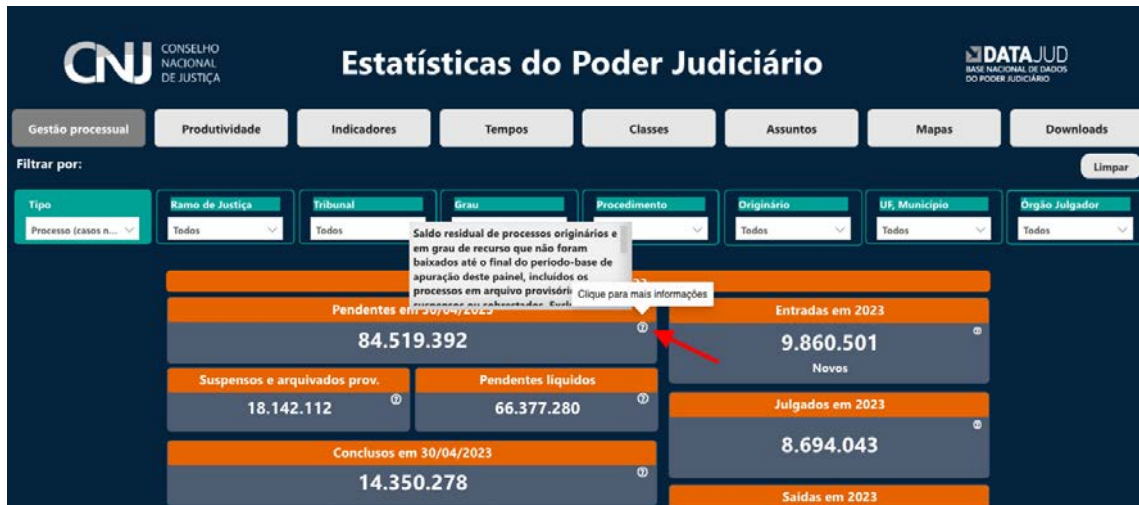 CNJ
CONSELHO
NACIONAL
DE JUSTIÇA
Estatísticas do Poder Judiciário
DATAJUD
BASE NACIONAL DE DADOS
DO PODER JUDICIÁRIO
Gestão processual
Produtividade
Indicadores
Tempos
Classes
Assuntos
Mapas
Downloads
Filtrar por:
Limpar
Tipo
Processo (casos n...
Ramo de Justiça
Todos
Tribunal
Todos
Grau
Procedimento
Originário
Todos
UF, Município
Todos
Órgão Julgador
Todos
Saldo residual de processos originários e
em grau de recurso que não foram
baixados até o final do período-base de
apuração deste painel, incluídos os
processos em arquivo provisóri
suspensos ou sobrestados. Exclu
Clique para mais informações
Pendentes em 30/04/2023
84.519.392
Suspensos e arquivados prov.
18.142.112
Pendentes líquidos
66.377.280
Conclusos em 30/04/2023
14.350.278
Entradas em 2023
9.860.501
Novos
Julgados em 2023
8.694.043
Saídas em 2023